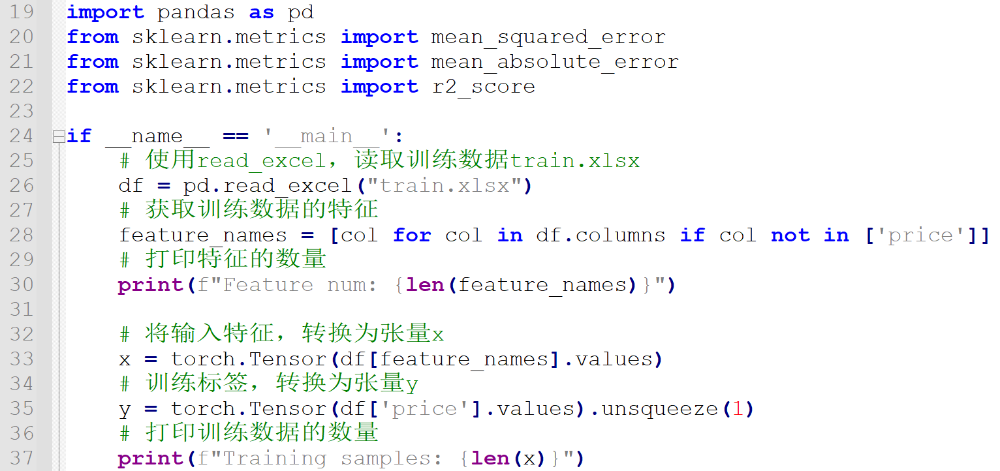 19 import pandas as pd
20 from sklearn.metrics import mean_squared_error
21 from sklearn.metrics import mean_absolute_error
22 from sklearn.metrics import r2_score
23
24 if __name__ == '__main__':
25     # 使用read_excel，读取训练数据train.xlsx
26     df = pd.read_excel("train.xlsx")
27     # 获取训练数据的特征
28     feature_names = [col for col in df.columns if col not in ['price']]
29     # 打印特征的数量
30     print(f"Feature num: {len(feature_names)}")
31
32     # 将输入特征，转换为张量x
33     x = torch.Tensor(df[feature_names].values)
34     # 训练标签，转换为张量y
35     y = torch.Tensor(df['price'].values).unsqueeze(1)
36     # 打印训练数据的数量
37     print(f"Training samples: {len(x)}")